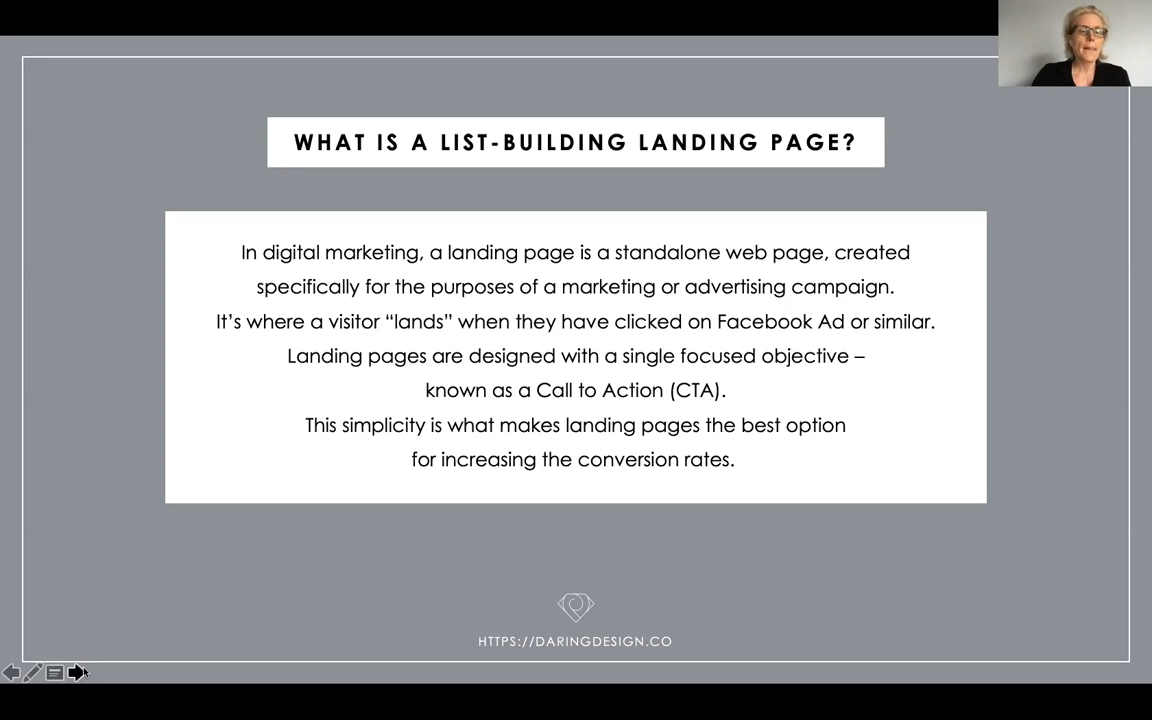 WHAT IS A LIST-BUILDING LANDING PAGE?
In digital marketing, a landing page is a standalone web page, created
specifically for the purposes of a marketing or advertising campaign.
It’s where a visitor “lands” when they have clicked on Facebook Ad or similar.
Landing pages are designed with a single focused objective –
known as a Call to Action (CTA).
This simplicity is what makes landing pages the best option
for increasing the conversion rates.
HTTPS://DARINGDESIGN.CO